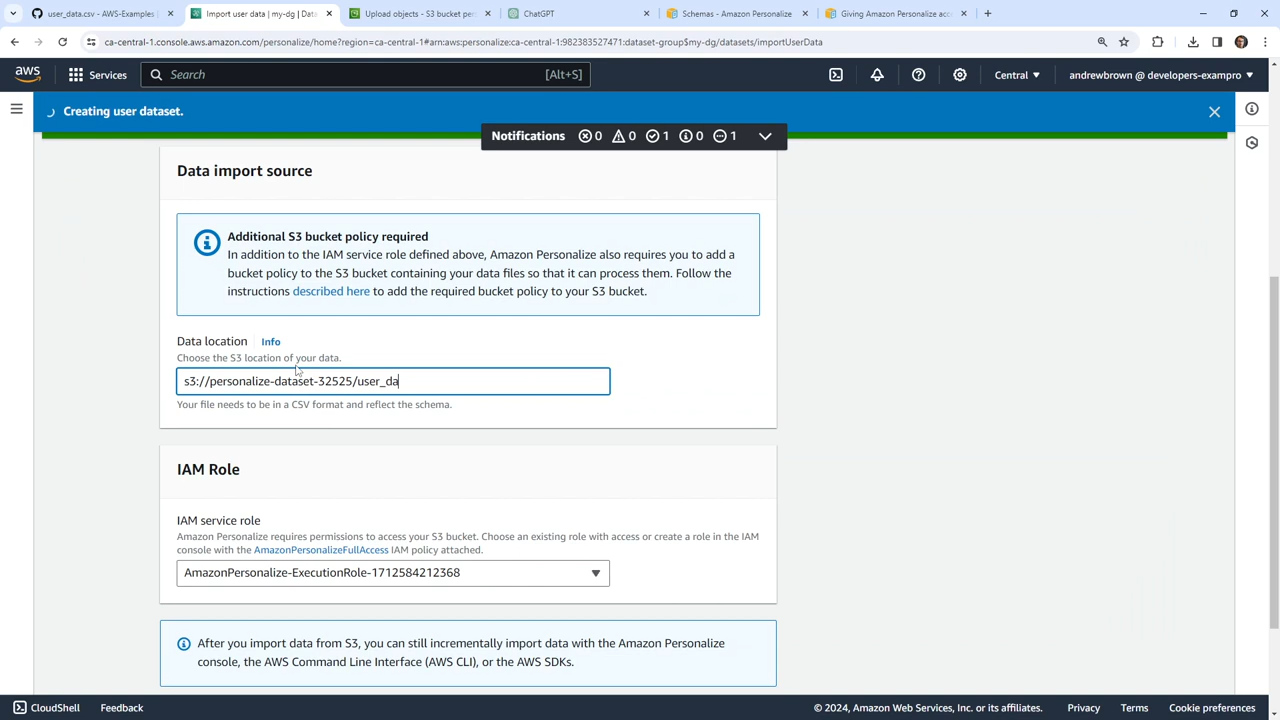 user_data.csv - AWS-Examples
Import user data | my-dg | Dat
Upload objects - S3 bucket pe
ChatGPT
Schemas - Amazon Personalize
Giving Amazon Personalize acc
ca-central-1.console.aws.amazon.com/personalize/home?region=ca-central-1#arn:aws:personalize:ca-central-1:982383527471:dataset-group$my-dg/datasets/importUserData
aws
Services
Search
[Alt+S]
Central
andrewbrown @ developers-exampro
Creating user dataset.
Notifications
0
0
1
0
1
Data import source
Additional S3 bucket policy required
In addition to the IAM service role defined above, Amazon Personalize also requires you to add a
bucket policy to the S3 bucket containing your data files so that it can process them. Follow the
instructions described here to add the required bucket policy to your S3 bucket.
Data location
Info
Choose the S3 location of your data.
s3://personalize-dataset-32525/user_da
Your file needs to be in a CSV format and reflect the schema.
IAM Role
IAM service role
Amazon Personalize requires permissions to access your S3 bucket. Choose an existing role with access or create a role in the IAM
console with the AmazonPersonalizeFullAccess IAM policy attached.
AmazonPersonalize-ExecutionRole-1712584212368
After you import data from S3, you can still incrementally import data with the Amazon Personalize
console, the AWS Command Line Interface (AWS CLI), or the AWS SDKs.
CloudShell
Feedback
© 2024, Amazon Web Services, Inc. or its affiliates.
Privacy
Terms
Cookie preferences